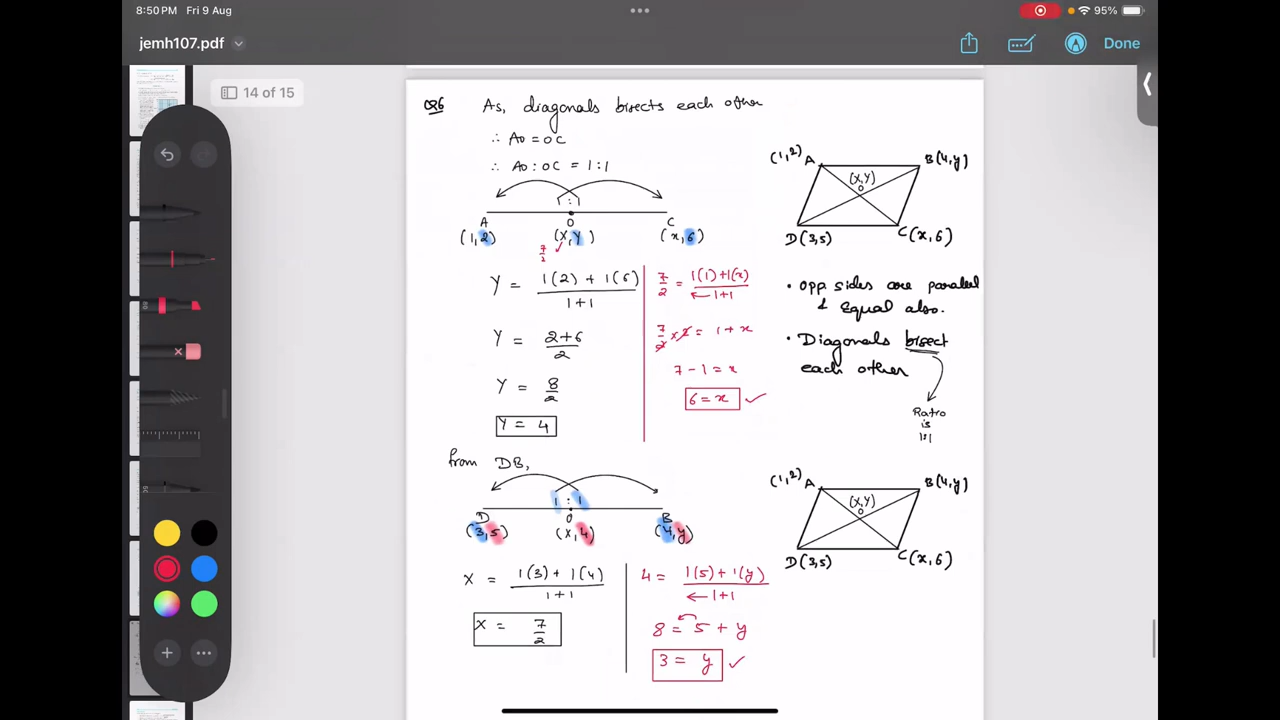 8:50 PM Fri 9 Aug
95%
jemh107.pdf
Done
14 of 15
Q6 As, diagonals bisects each other
∴ AO = OC
∴ AO : OC = 1:1
1 : 1
A O C
(1,2) (X,Y) (x,6)
7/2 ✓
Y = 1(2) + 1(6) / 1+1
Y = 2+6 / 2
Y = 8/2
Y = 4
7/2 = 1(1)+1(x) / 1+1
7/2 × 2 = 1 + x
7 - 1 = x
6 = x ✓
(1,2) A B(4,y)
(X,Y)
O
D(3,5) C(x,6)
• opp. sides are parallel
& Equal also.
• Diagonals bisect
each other
Ratio
is
1:1
from DB,
1 : 1
D O B
(3,5) (X,4) (4,y)
X = 1(3) + 1(4) / 1+1
X = 7/2
4 = 1(5) + 1(y) / 1+1
8 = 5 + y
3 = y ✓
(1,2) A B(4,y)
(X,Y)
O
D(3,5) C(x,6)